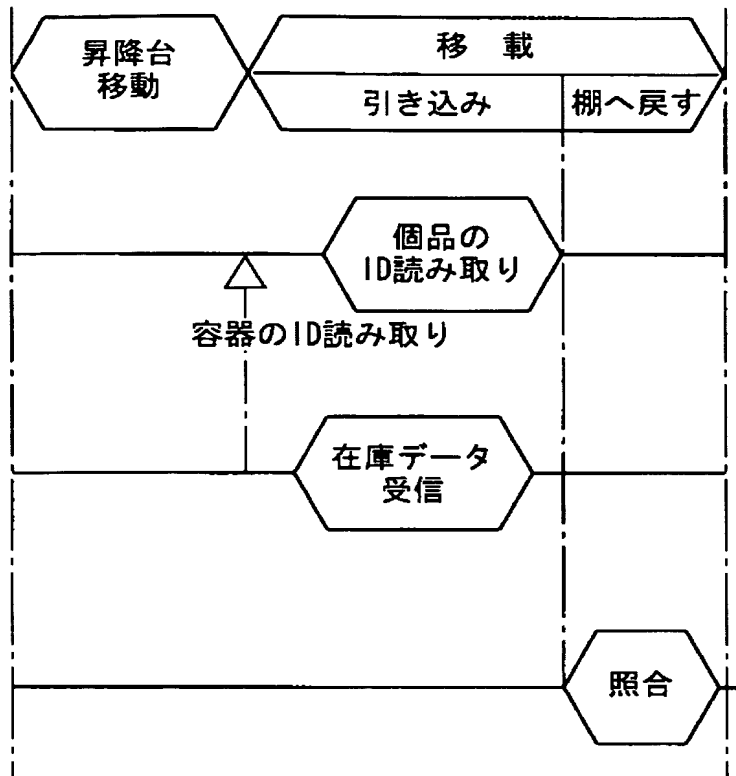 昇降台
移動
移 載
引き込み
棚へ戻す
個品の
ID読み取り
容器のID読み取り
在庫データ
受信
照合